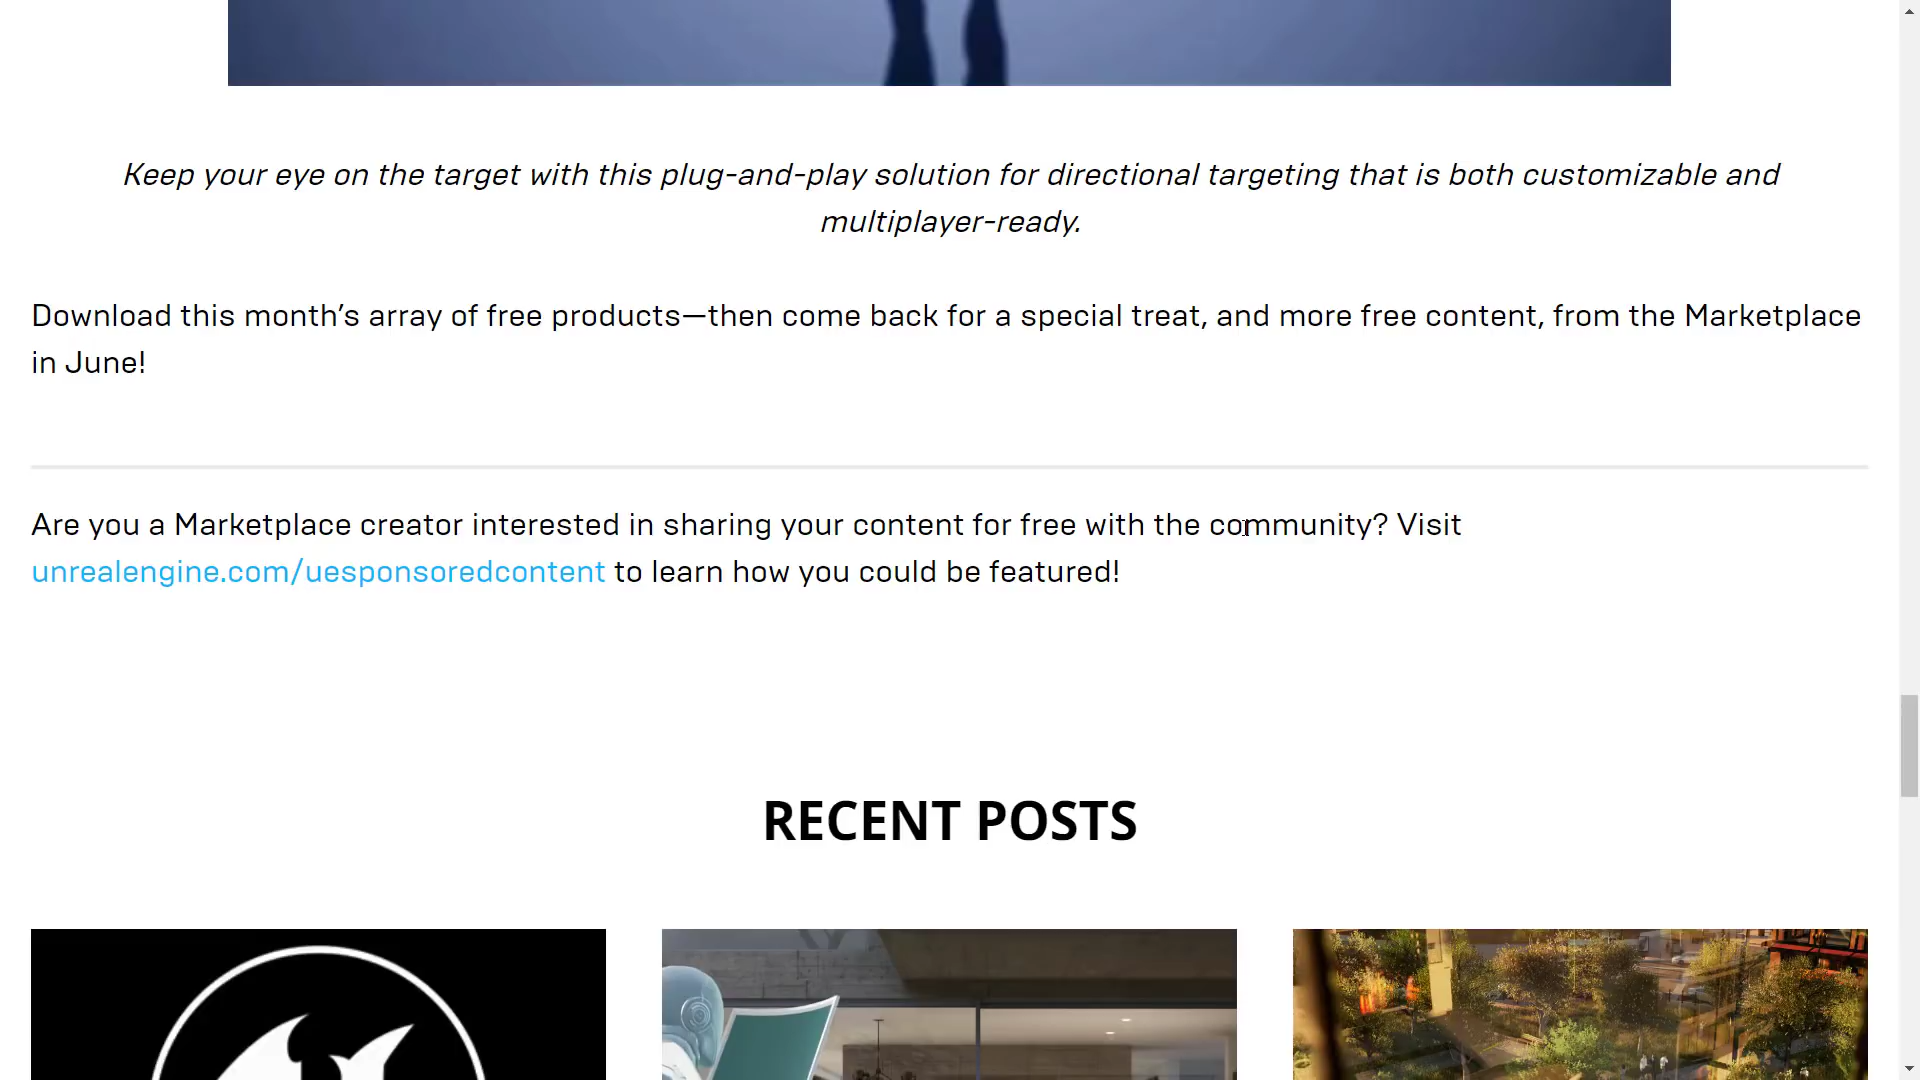 Keep your eye on the target with this plug-and-play solution for directional targeting that is both customizable and
multiplayer-ready.
Download this month’s array of free products—then come back for a special treat, and more free content, from the Marketplace
in June!
Are you a Marketplace creator interested in sharing your content for free with the community? Visit
unrealengine.com/uesponsoredcontent to learn how you could be featured!
RECENT POSTS